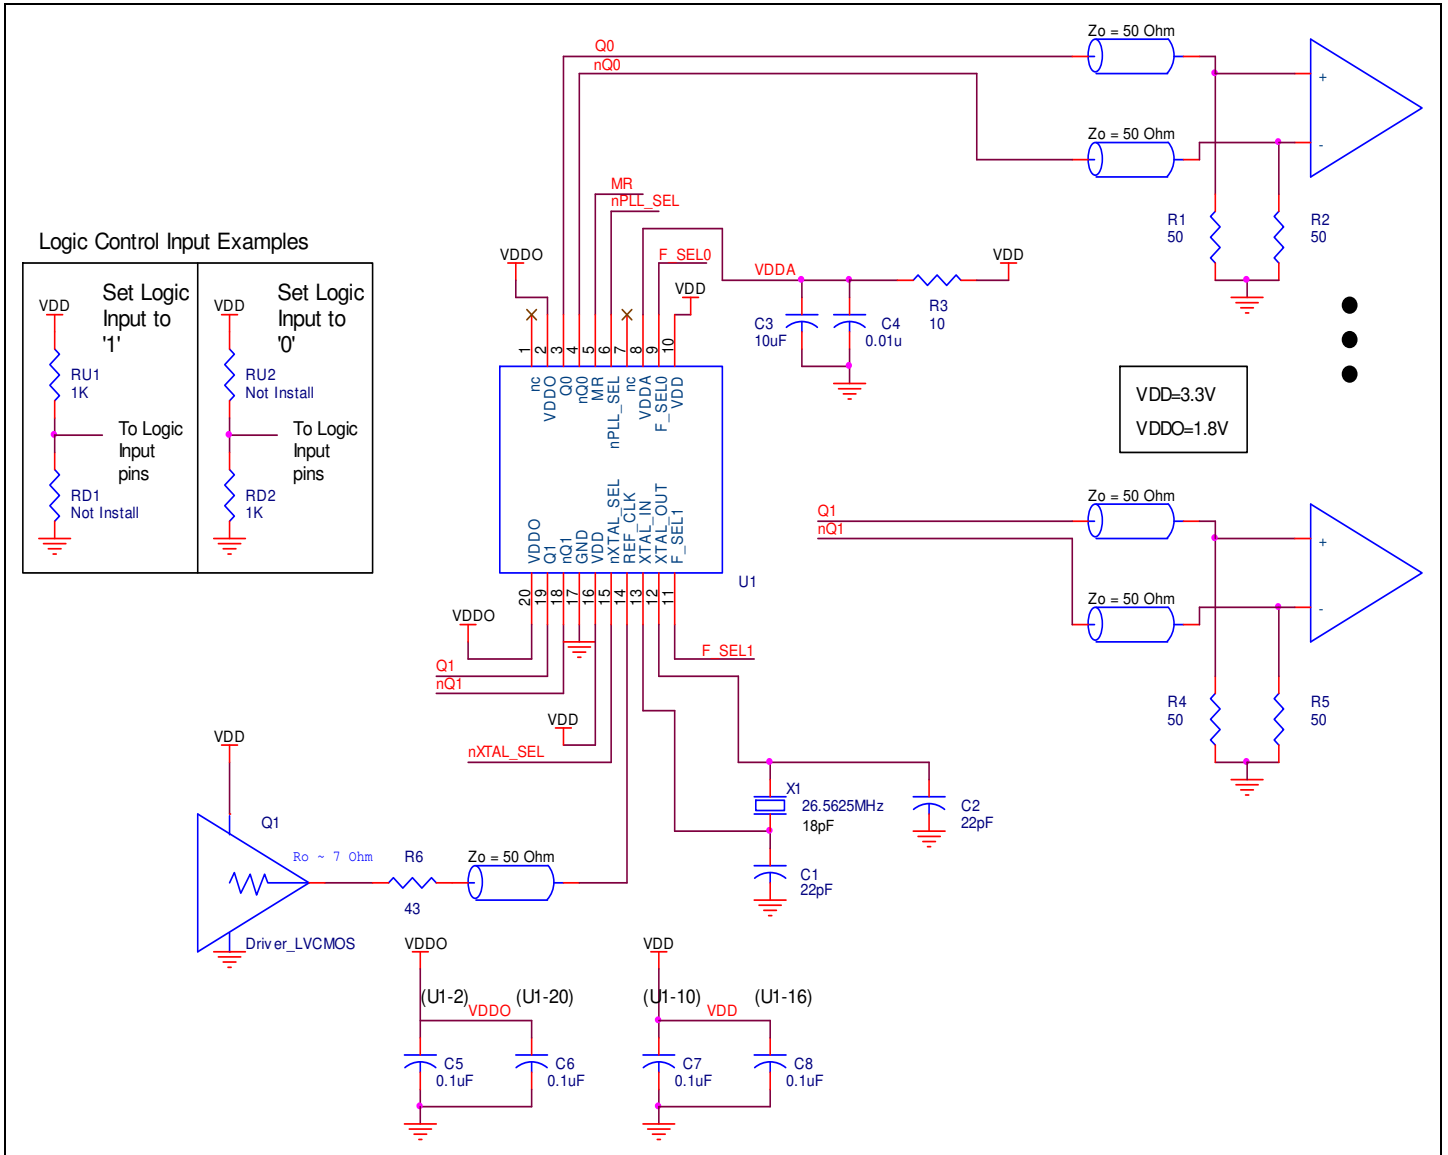 Q0
nQ0
Zo = 50 Ohm
+
Zo = 50 Ohm
-
MR
nPLL_SEL
R1
50
R2
50
Logic Control Input Examples
VDD
Set Logic
Input to
'1'
RU1
1K
To Logic
Input
pins
RD1
Not Install
VDD
Set Logic
Input to
'0'
RU2
Not Install
To Logic
Input
pins
RD2
1K
VDDO
F_SEL0
VDD
VDDA
VDD
R3
10
C3
10uF
C4
0.01u
1
2
3
4
5
6
7
8
9
10
nc
VDDO
Q0
nQ0
MR
nPLL_SEL
nc
VDDA
F_SEL0
VDD
VDDO
Q1
nQ1
GND
VDD
nXTAL_SEL
REF_CLK
XTAL_IN
XTAL_OUT
F_SEL1
U1
20
19
18
17
16
15
14
13
12
11
VDD=3.3V
VDDO=1.8V
Q1
nQ1
Zo = 50 Ohm
+
Zo = 50 Ohm
-
R4
50
R5
50
VDDO
Q1
nQ1
F_SEL1
VDD
nXTAL_SEL
VDD
Q1
Ro ~ 7 Ohm
R6
43
Zo = 50 Ohm
Driver_LVCMOS
X1
26.5625MHz
18pF
C2
22pF
C1
22pF
VDDO
(U1-2)
(U1-20)
VDDO
C5
0.1uF
C6
0.1uF
VDD
(U1-10)
(U1-16)
VDD
C7
0.1uF
C8
0.1uF